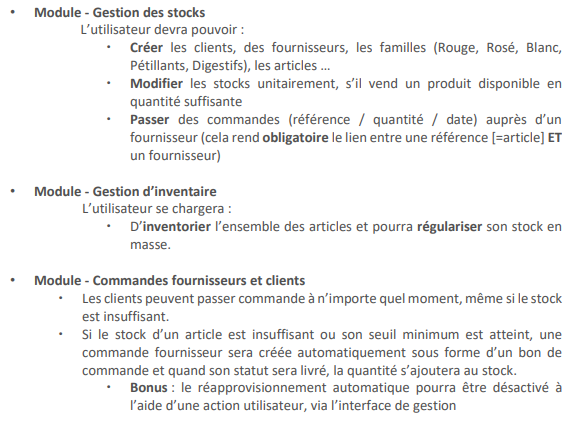 • Module - Gestion des stocks
L'utilisateur devra pouvoir :
• Créer les clients, des fournisseurs, les familles (Rouge, Rosé, Blanc,
Pétillants, Digestifs), les articles …
• Modifier les stocks unitairement, s'il vend un produit disponible en
quantité suffisante
• Passer des commandes (référence / quantité / date) auprès d'un
fournisseur (cela rend obligatoire le lien entre une référence [=article] ET
un fournisseur)
• Module - Gestion d'inventaire
L'utilisateur se chargera :
• D'inventorier l'ensemble des articles et pourra régulariser son stock en
masse.
• Module - Commandes fournisseurs et clients
• Les clients peuvent passer commande à n'importe quel moment, même si le stock
est insuffisant.
• Si le stock d'un article est insuffisant ou son seuil minimum est atteint, une
commande fournisseur sera créée automatiquement sous forme d'un bon de
commande et quand son statut sera livré, la quantité s'ajoutera au stock.
• Bonus : le réapprovisionnement automatique pourra être désactivé à
l'aide d'une action utilisateur, via l'interface de gestion